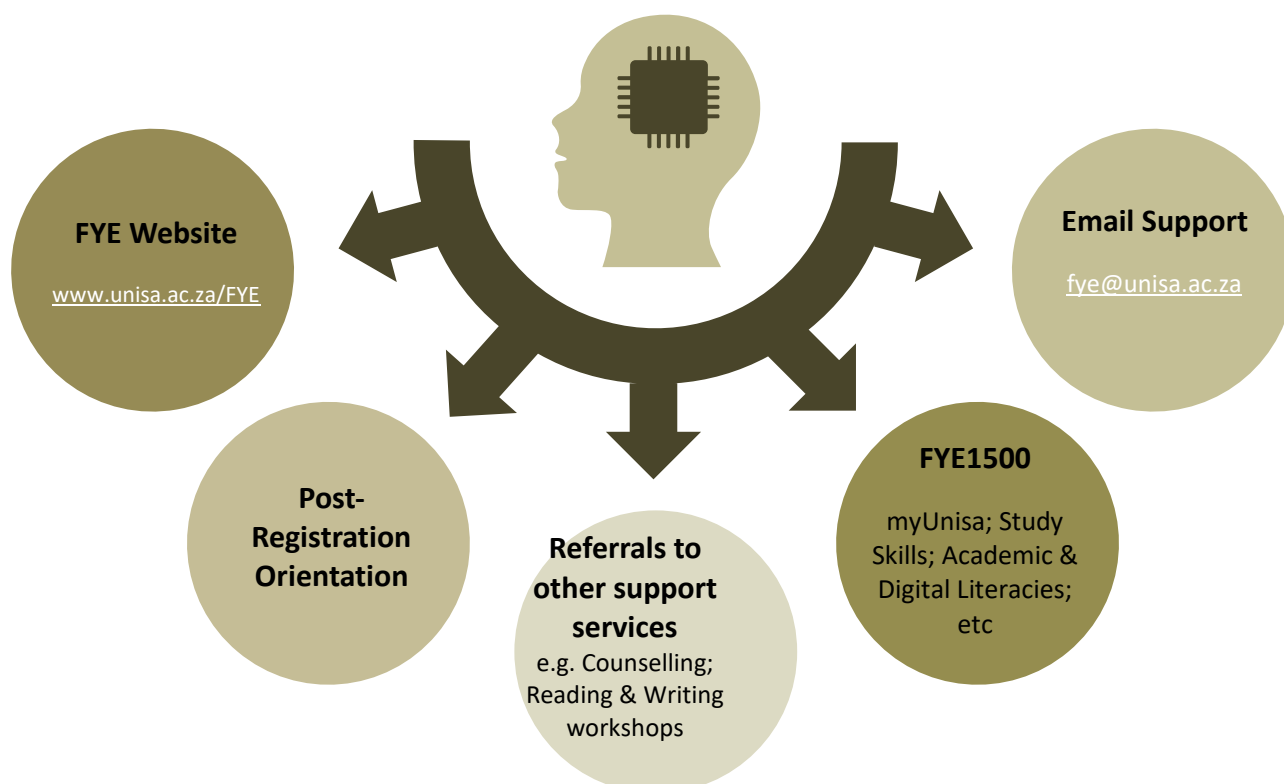 FYE Website
www.unisa.ac.za/FYE
Post-
Registration
Orientation
Referrals to
other support
services
e.g. Counselling;
Reading & Writing
workshops
FYE1500
myUnisa; Study
Skills; Academic &
Digital Literacies;
etc
Email Support
fye@unisa.ac.za